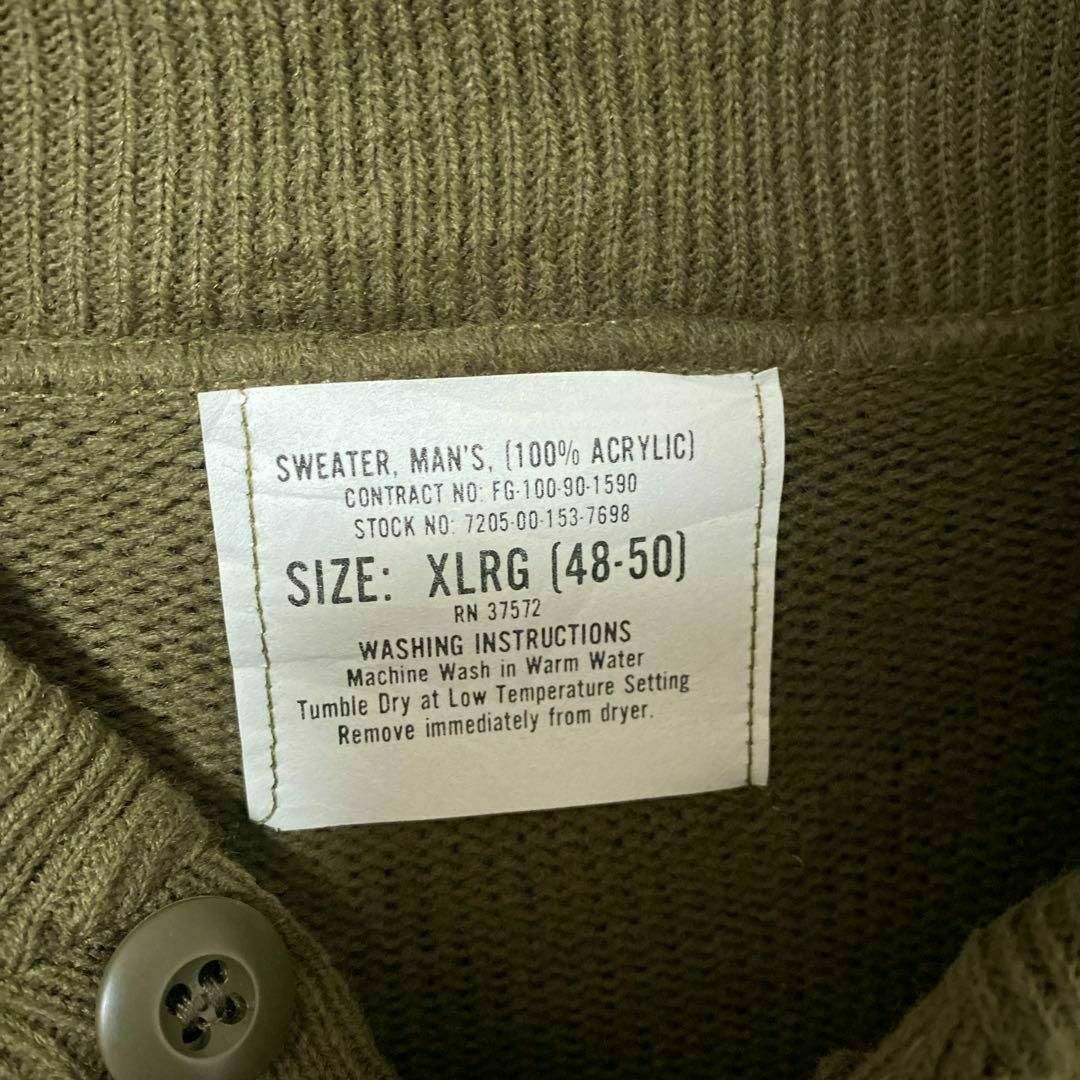 SWEATER, MAN'S, (100% ACRYLIC)
CONTRACT NO: FG-100-90-1590
STOCK NO: 7205-00-153-7698
SIZE: XLRG (48-50)
RN 37572
WASHING INSTRUCTIONS
Machine Wash in Warm Water
Tumble Dry at Low Temperature Setting
Remove immediately from dryer.